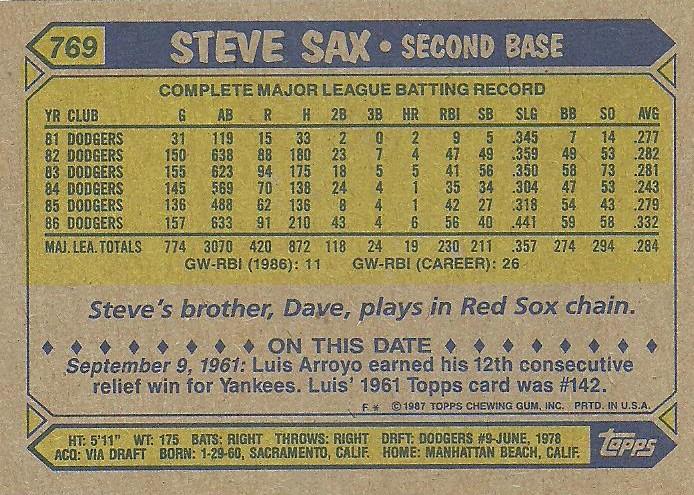 769 STEVE SAX • SECOND BASE
COMPLETE MAJOR LEAGUE BATTING RECORD
YR CLUB G AB R H 2B 3B HR RBI SB SLG BB SO AVG
81 DODGERS 31 119 15 33 2 0 2 9 5 .345 7 14 .277
82 DODGERS 150 638 88 180 23 7 4 47 49 .359 49 53 .282
83 DODGERS 155 623 94 175 18 5 5 41 56 .350 58 73 .281
84 DODGERS 145 569 70 138 24 4 1 35 34 .304 47 53 .243
85 DODGERS 136 488 62 136 8 4 1 42 27 .318 54 43 .279
86 DODGERS 157 633 91 210 43 4 6 56 40 .441 59 58 .332
MAJ. LEA. TOTALS 774 3070 420 872 118 24 19 230 211 .357 274 294 .284
GW-RBI (1986): 11 GW-RBI (CAREER): 26
Steve's brother, Dave, plays in Red Sox chain.
ON THIS DATE
September 9, 1961: Luis Arroyo earned his 12th consecutive
relief win for Yankees. Luis' 1961 Topps card was #142.
F* ©1987 TOPPS CHEWING GUM, INC. PRTD. IN U.S.A.
HT: 5'11" WT: 175 BATS: RIGHT THROWS: RIGHT DRFT: DODGERS #9-JUNE, 1978
ACQ: VIA DRAFT BORN: 1-29-60, SACRAMENTO, CALIF. HOME: MANHATTAN BEACH, CALIF.
Topps